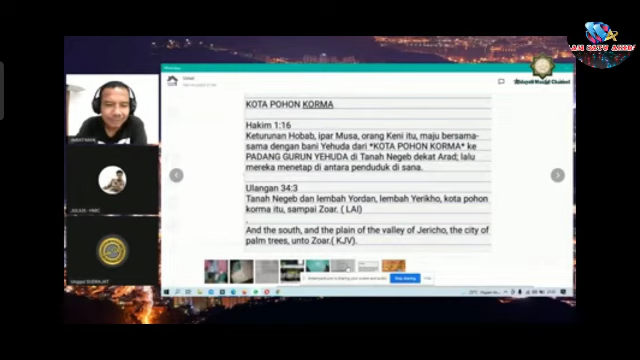 KOTA POHON KORMA
Hakim 1:16
Keturunan Hobab, ipar Musa, orang Keni itu, maju bersama-
sama dengan bani Yehuda dari *KOTA POHON KORMA* ke
PADANG GURUN YEHUDA di Tanah Negeb dekat Arad; lalu
mereka menetap di antara penduduk di sana.
Ulangan 34:3
Tanah Negeb dan lembah Yordan, lembah Yerikho, kota pohon
korma itu, sampai Zoar. ( LAI)
.
And the south, and the plain of the valley of Jericho, the city of
palm trees, unto Zoar.( KJV).
Stop sharing